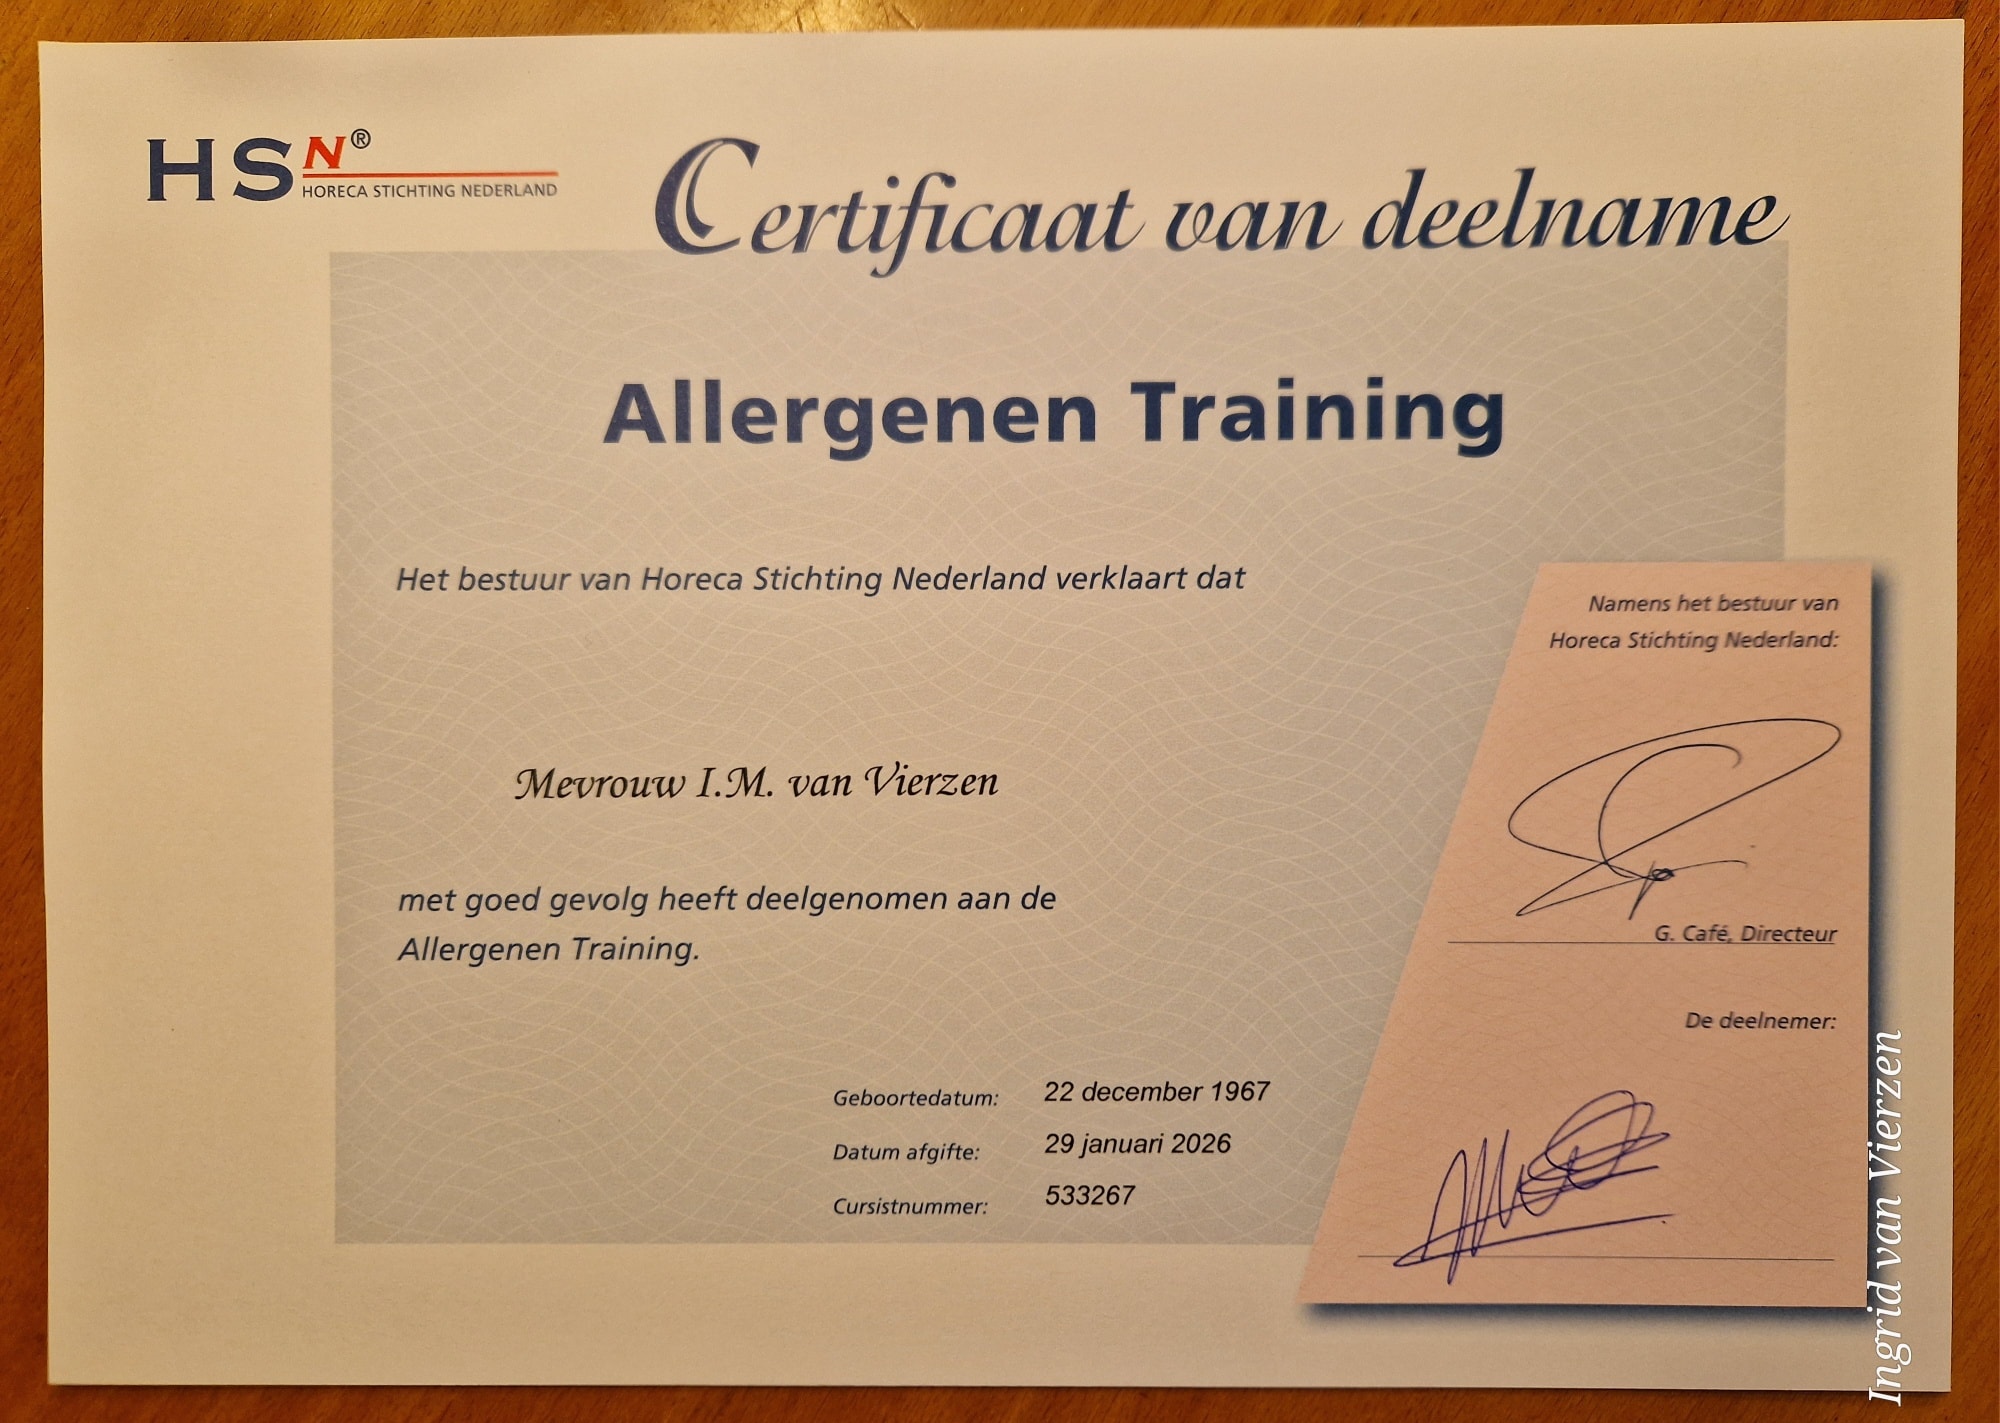 HSN®
HORECA STICHTING NEDERLAND
Certificaat van deelname
Allergenen Training
Het bestuur van Horeca Stichting Nederland verklaart dat
Mevrouw I.M. van Vierzen
met goed gevolg heeft deelgenomen aan de
Allergenen Training.
Geboortedatum: 22 december 1967
Datum afgifte: 29 januari 2026
Cursistnummer: 533267
Namens het bestuur van
Horeca Stichting Nederland:
G. Café, Directeur
De deelnemer:
Ingrid van Vierzen